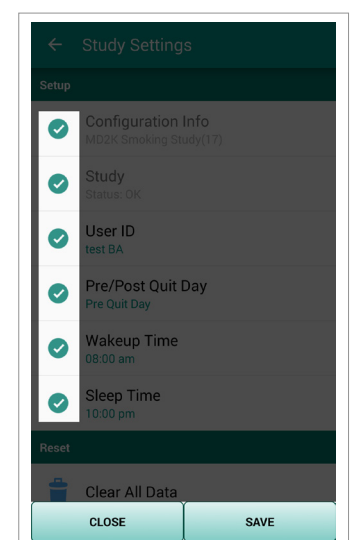 Study Settings
Setup
Configuration Info
MD2K Smoking Study(17)
Study
Status: OK
User ID
test BA
Pre/Post Quit Day
Pre Quit Day
Wakeup Time
08:00 am
Sleep Time
10:00 pm
Reset
Clear All Data
CLOSE SAVE